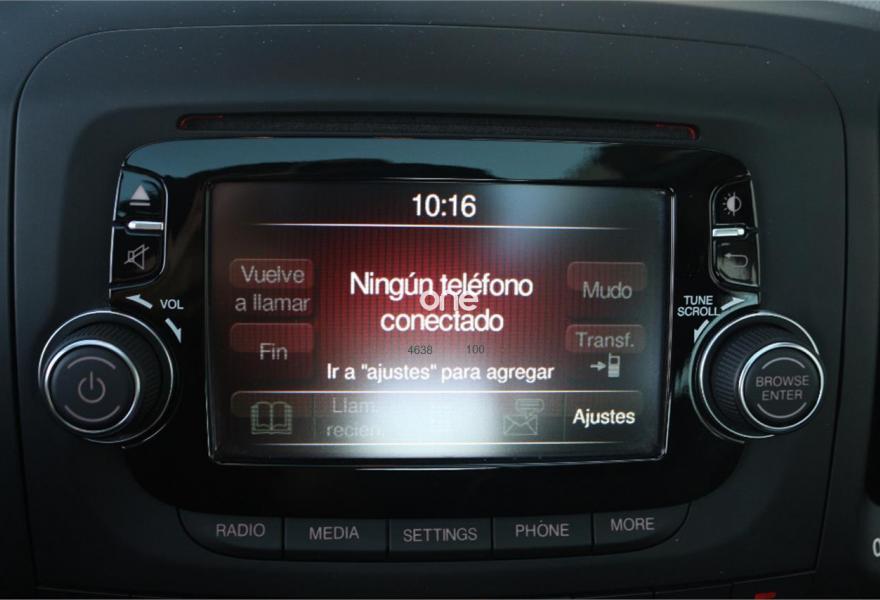 10:16
Vuelve
a llamar
Ningún teléfono
conectado
Mudo
Fin
Transf.
one
4638 100
Ir a "ajustes" para agregar
Llam.
recien.
Ajustes
VOL
TUNE
SCROLL
BROWSE
ENTER
RADIO
MEDIA
SETTINGS
PHONE
MORE